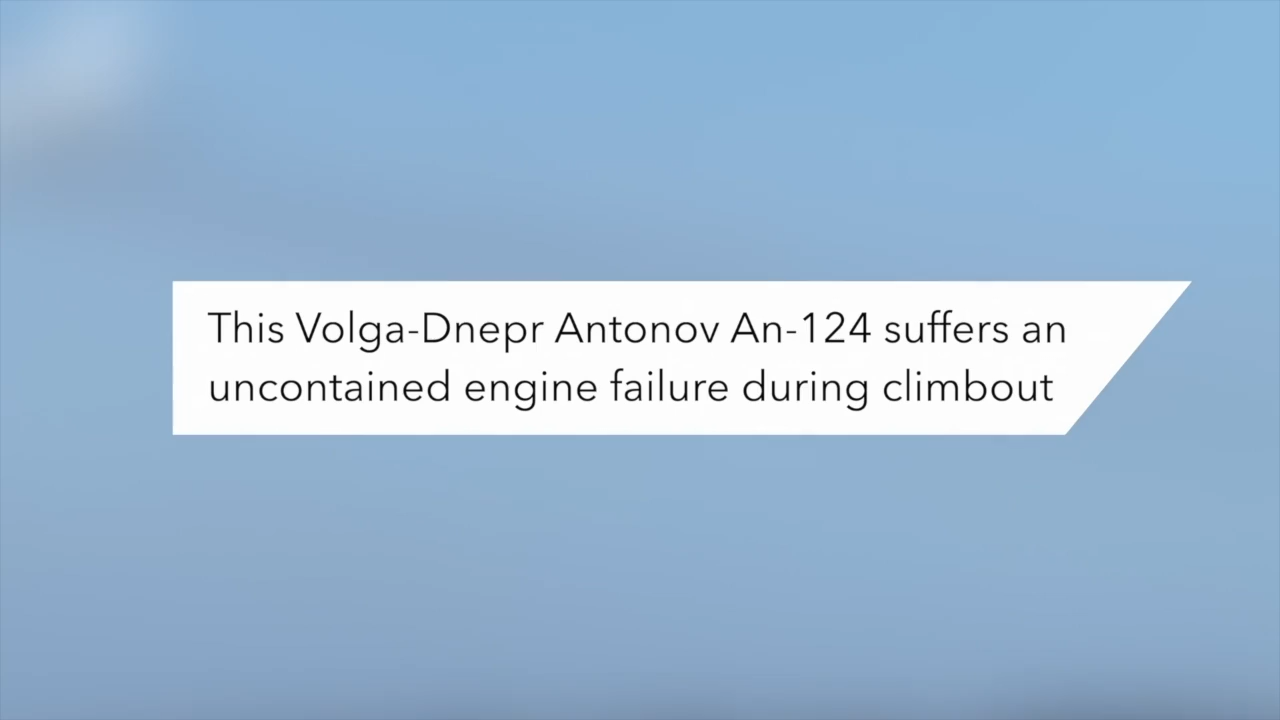 This Volga-Dnepr Antonov An-124 suffers an
uncontained engine failure during climbout